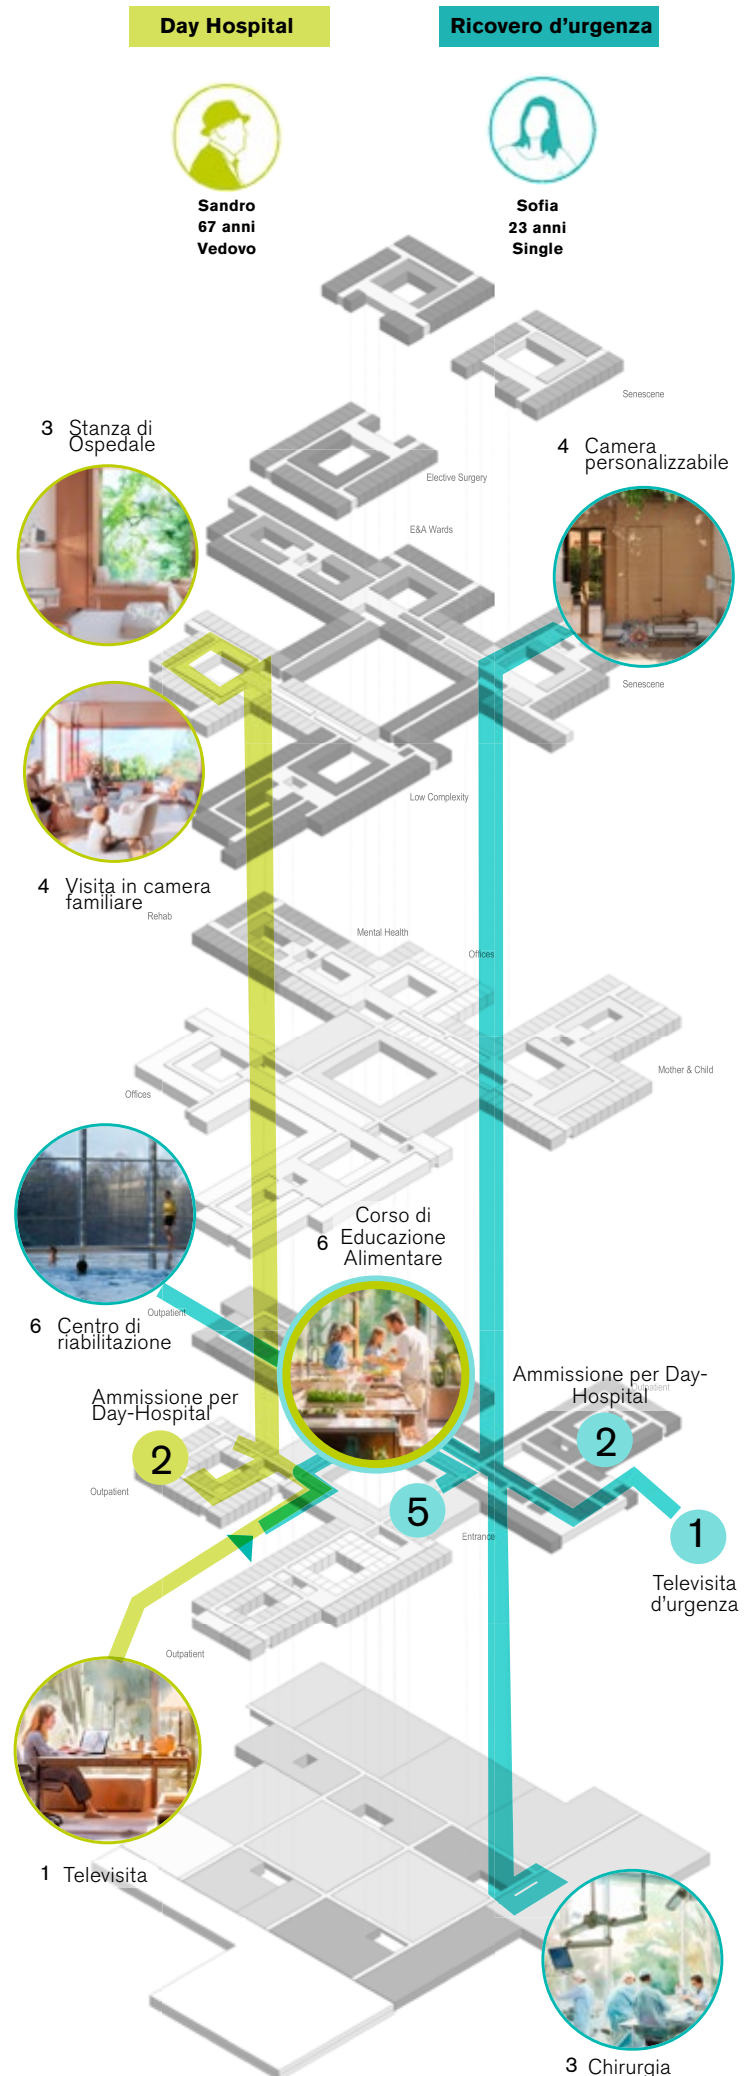 Day Hospital
Ricovero d'urgenza
Sandro
67 anni
Vedovo
Sofia
23 anni
Single
Senescene
3 Stanza di
Ospedale
4 Camera
personalizzabile
Elective Surgery
E&A Wards
Senescene
Low Complexity
4 Visita in camera
familiare
Rehab
Mental Health
Offices
Mother & Child
Offices
Corso di
6 Educazione
Alimentare
Outpatient
6 Centro di
riabilitazione
Ammissione per Day-
Hospital
Outpatient
2
Ammissione per
Day-Hospital
2
Outpatient
5
Entrance
1
Televisita
d'urgenza
Outpatient
1 Televisita
3 Chirurgia